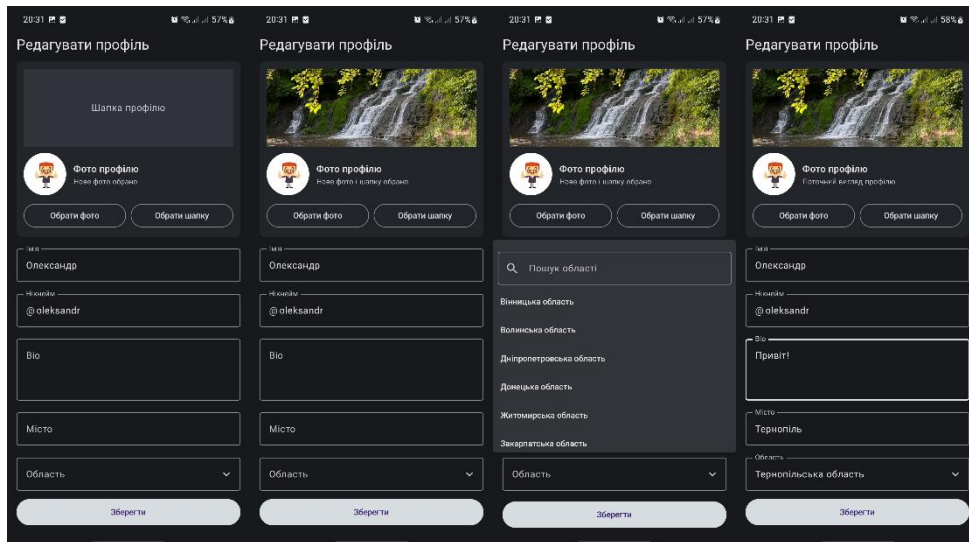 20:31 57%
Редагувати профіль
Шапка профілю
Фото профілю
Нове фото обрано
Обрати фото Обрати шапку
Імя
Олександр
Нікнейм
@oleksandr
Біо
Місто
Область
Зберегти
20:31 57%
Редагувати профіль
Фото профілю
Нове фото і шапку обрано
Обрати фото Обрати шапку
Імя
Олександр
Нікнейм
@oleksandr
Біо
Місто
Область
Зберегти
20:31 57%
Редагувати профіль
Фото профілю
Нове фото і шапку обрано
Обрати фото Обрати шапку
Пошук області
Вінницька область
Волинська область
Дніпропетровська область
Донецька область
Житомирська область
Закарпатська область
Область
Зберегти
20:31 58%
Редагувати профіль
Фото профілю
Поточний вигляд профілю
Обрати фото Обрати шапку
Імя
Олександр
Нікнейм
@oleksandr
Біо
Привіт!
Місто
Тернопіль
Область
Тернопільська область
Зберегти